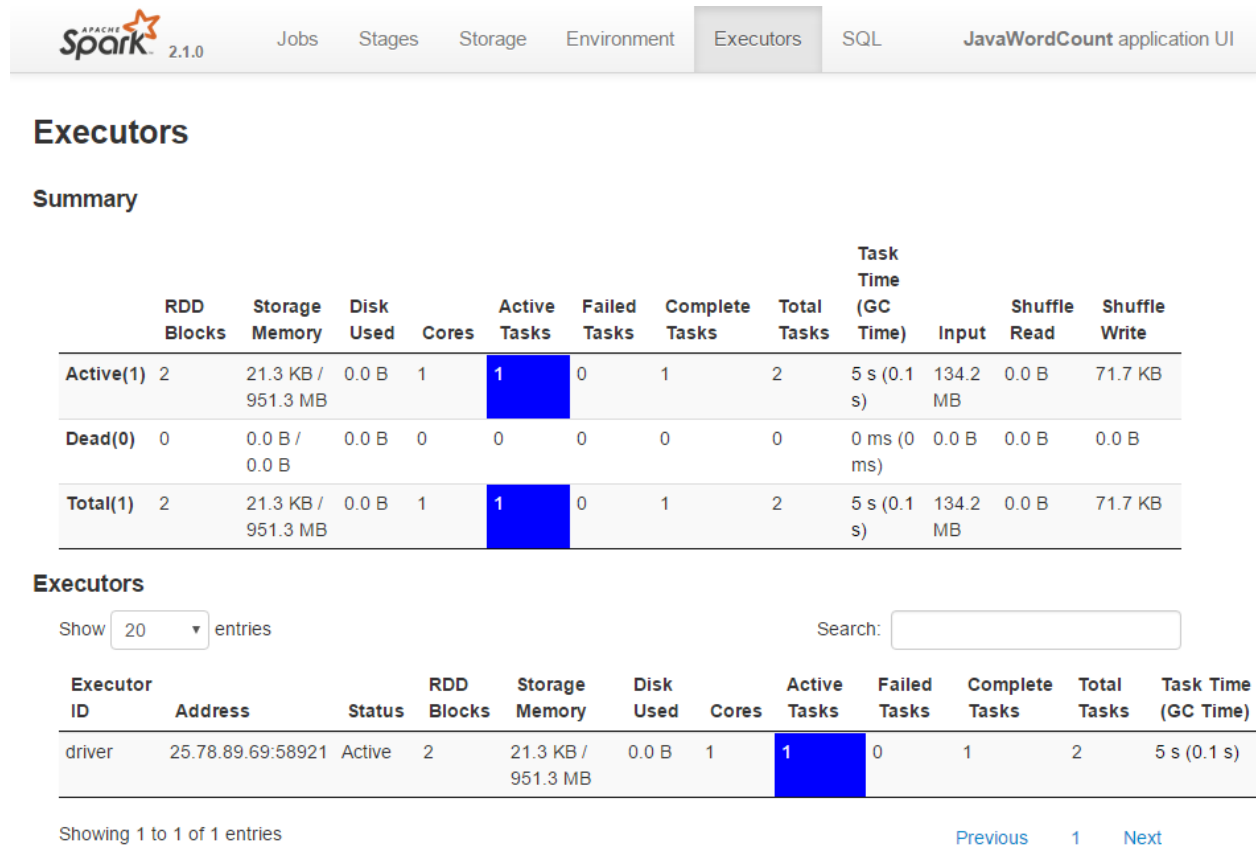 APACHE
Spark 2.1.0 Jobs Stages Storage Environment Executors SQL JavaWordCount application UI
Executors
Summary
RDD Blocks Storage Memory Disk Used Cores Active Tasks Failed Tasks Complete Tasks Total Tasks Task Time (GC Time) Input Shuffle Read Shuffle Write
Active(1) 2 21.3 KB / 951.3 MB 0.0 B 1 1 0 1 2 5 s (0.1 s) 134.2 MB 0.0 B 71.7 KB
Dead(0) 0 0.0 B / 0.0 B 0.0 B 0 0 0 0 0 0 ms (0 ms) 0.0 B 0.0 B 0.0 B
Total(1) 2 21.3 KB / 951.3 MB 0.0 B 1 1 0 1 2 5 s (0.1 s) 134.2 MB 0.0 B 71.7 KB
Executors
Show 20 entries Search:
Executor ID Address Status RDD Blocks Storage Memory Disk Used Cores Active Tasks Failed Tasks Complete Tasks Total Tasks Task Time (GC Time)
driver 25.78.89.69:58921 Active 2 21.3 KB / 951.3 MB 0.0 B 1 1 0 1 2 5 s (0.1 s)
Showing 1 to 1 of 1 entries Previous 1 Next